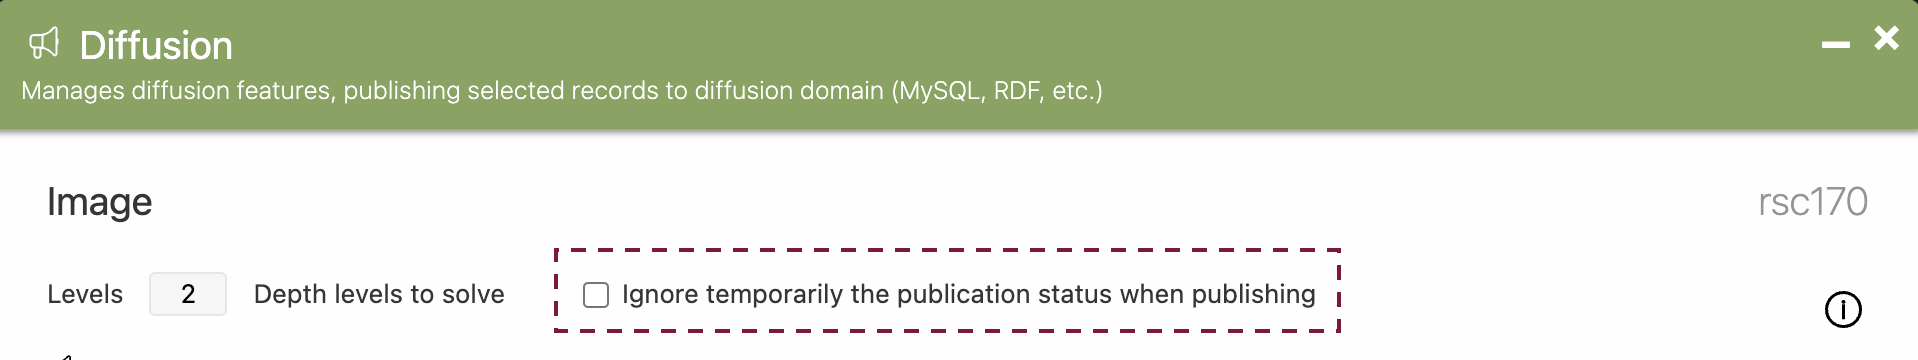 Diffusion
Manages diffusion features, publishing selected records to diffusion domain (MySQL, RDF, etc.)
Image rsc170
Levels 2 Depth levels to solve Ignore temporarily the publication status when publishing